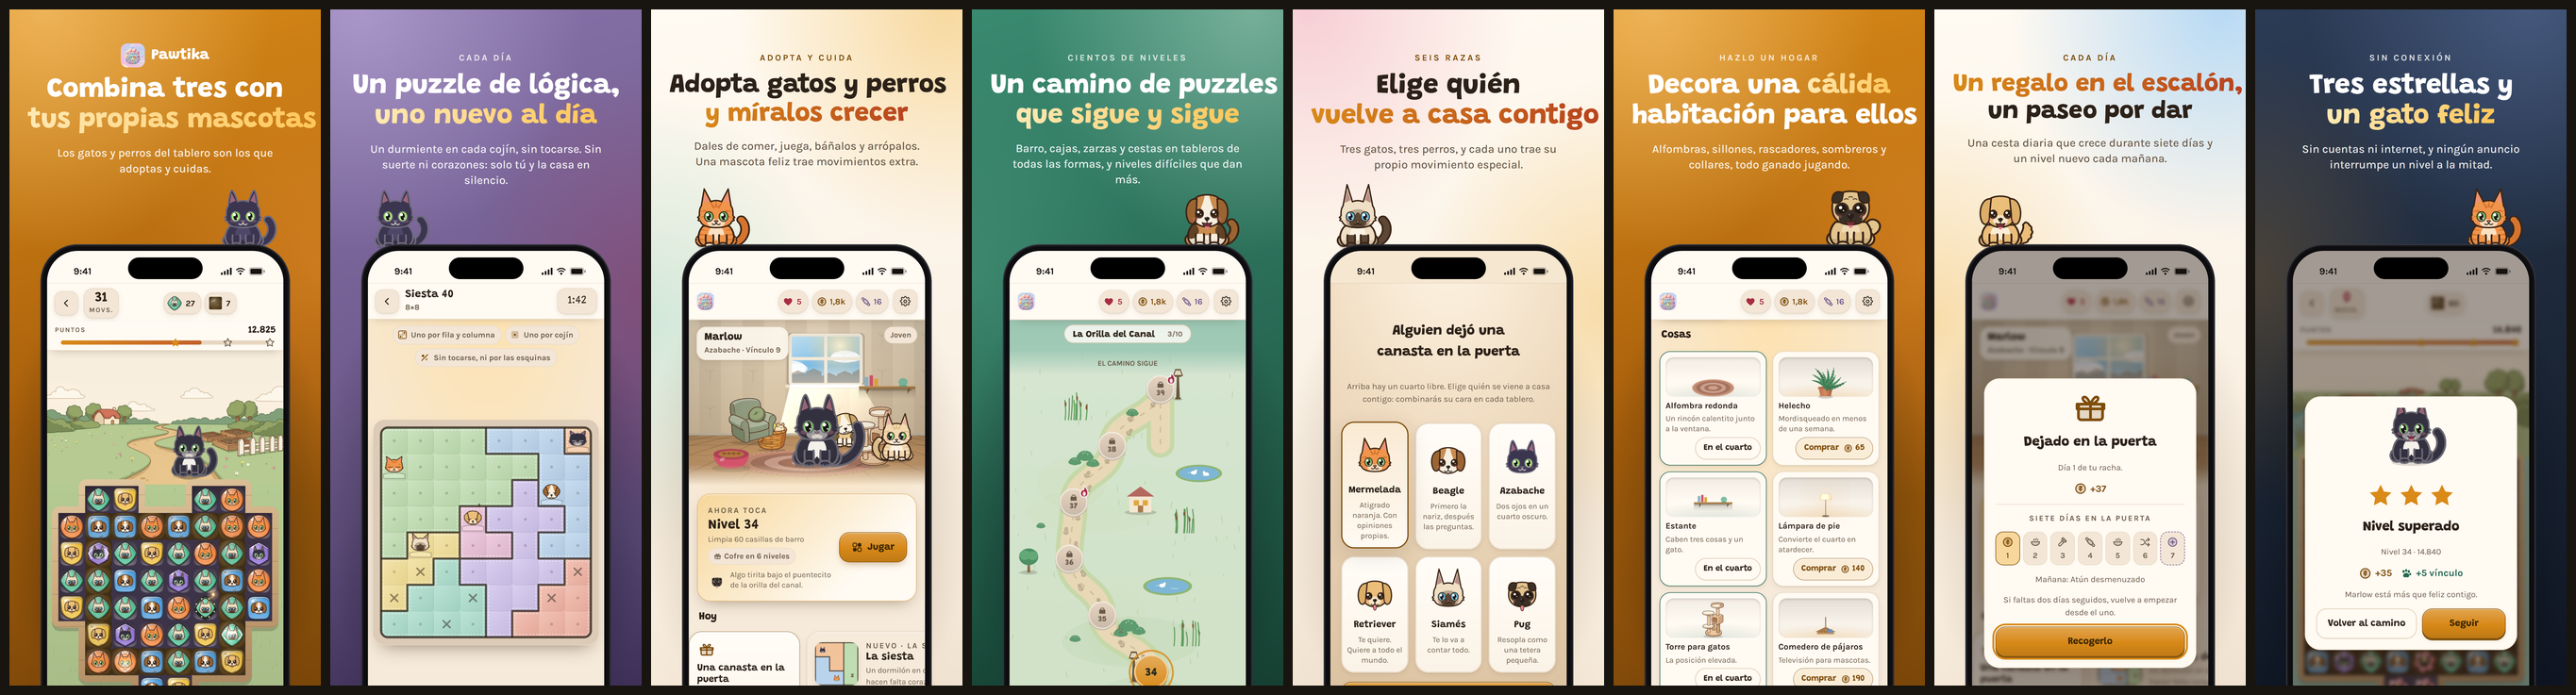 Pawtika
Combina tres con
tus propias mascotas
Los gatos y perros del tablero son los que
adoptas y cuidas.
9:41
31
MOVS.
27
7
PUNTOS
12.825
CADA DÍA
Un puzzle de lógica,
uno nuevo al día
Un durmiente en cada cojín, sin tocarse. Sin
suerte ni corazones: solo tú y la casa en
silencio.
9:41
Siesta 40
8×8
1:42
Uno por fila y columna
Uno por cojín
Sin tocarse, ni por las esquinas
ADOPTA Y CUIDA
Adopta gatos y perros
y míralos crecer
Dales de comer, juega, báñalos y arrópalos.
Una mascota feliz trae movimientos extra.
9:41
5
1,8k
16
Marlow
Azabache · Vínculo 9
Joven
AHORA TOCA
Nivel 34
Limpia 60 casillas de barro
Cofre en 6 niveles
Jugar
Algo tirita bajo el puentecito
de la orilla del canal.
Hoy
Una canasta en la
puerta
NUEVO · LA S
La siesta
Un dormilón en c
hacen falta coraz
CIENTOS DE NIVELES
Un camino de puzzles
que sigue y sigue
Barro, cajas, zarzas y cestas en tableros de
todas las formas, y niveles difíciles que dan
más.
9:41
5
1,8k
16
La Orilla del Canal
3/10
EL CAMINO SIGUE
39
38
37
36
35
34
SEIS RAZAS
Elige quién
vuelve a casa contigo
Tres gatos, tres perros, y cada uno trae su
propio movimiento especial.
9:41
Alguien dejó una
canasta en la puerta
Arriba hay un cuarto libre. Elige quién se viene a casa
contigo: combinarás su cara en cada tablero.
Mermelada
Atigrado
naranja. Con
opiniones
propias.
Beagle
Primero la
nariz, después
las preguntas.
Azabache
Dos ojos en un
cuarto oscuro.
Retriever
Te quiere.
Quiere a todo el
mundo.
Siamés
Te lo va a
contar todo.
Pug
Resopla como
una tetera
pequeña.
HAZLO UN HOGAR
Decora una cálida
habitación para ellos
Alfombras, sillones, rascadores, sombreros y
collares, todo ganado jugando.
9:41
5
1,8k
16
Cosas
Alfombra redonda
Un rincón calentito junto
a la ventana.
En el cuarto
Helecho
Mordisqueado en menos
de una semana.
Comprar 65
Estante
Caben tres cosas y un
gato.
En el cuarto
Lámpara de pie
Convierte el cuarto en
atardecer.
Comprar 140
Torre para gatos
La posición elevada.
En el cuarto
Comedero de pájaros
Televisión para mascotas.
Comprar 190
CADA DÍA
Un regalo en el escalón,
un paseo por dar
Una cesta diaria que crece durante siete días y
un nivel nuevo cada mañana.
9:41
Dejado en la puerta
Día 1 de tu racha.
+37
SIETE DÍAS EN LA PUERTA
1
2
3
4
5
6
7
Mañana: Atún desmenuzado
Si faltas dos días seguidos, vuelve a empezar
desde el uno.
Recogerlo
SIN CONEXIÓN
Tres estrellas y
un gato feliz
Sin cuentas ni internet, y ningún anuncio
interrumpe un nivel a la mitad.
9:41
Nivel superado
Nivel 34 · 14.840
+35
+5 vínculo
Marlow está más que feliz contigo.
Volver al camino
Seguir